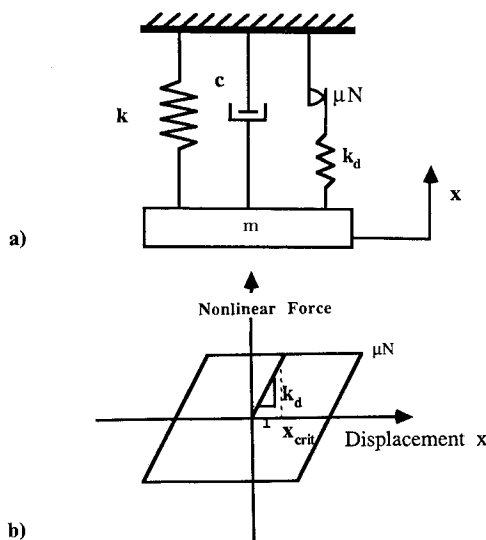 c
μN
k
k_d
x
m
a)
Nonlinear Force
μN
k_d
1
x_crit
Displacement x
b)